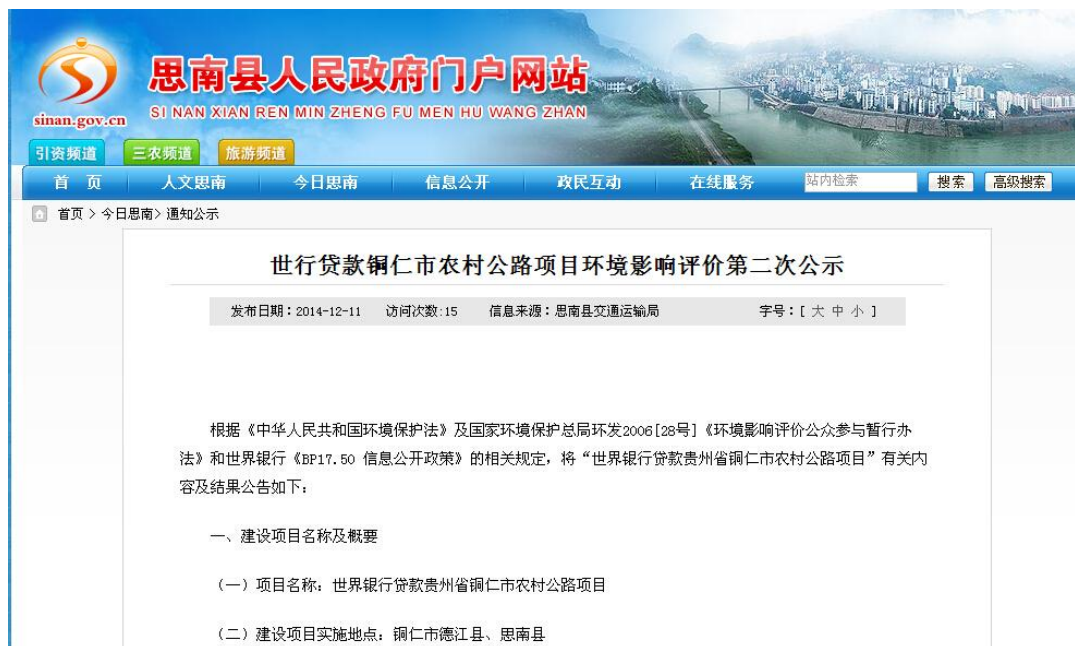 思南县人民政府门户网站
SI NAN XIAN REN MIN ZHENG FU MEN HU WANG ZHAN
sinan.gov.cn
引资频道 三农频道 旅游频道
首 页 人文思南 今日思南 信息公开 政民互动 在线服务 站内检索 搜索 高级搜索
首页 > 今日思南> 通知公示
世行贷款铜仁市农村公路项目环境影响评价第二次公示
发布日期：2014-12-11 访问次数:15 信息来源：思南县交通运输局 字号：[ 大 中 小 ]
根据《中华人民共和国环境保护法》及国家环境保护总局环发2006[28号]《环境影响评价公众参与暂行办
法》和世界银行《BP17.50 信息公开政策》的相关规定，将“世界银行贷款贵州省铜仁市农村公路项目”有关内
容及结果公告如下：
一、建设项目名称及概要
（一）项目名称：世界银行贷款贵州省铜仁市农村公路项目
（二）建设项目实施地点：铜仁市德江县、思南县